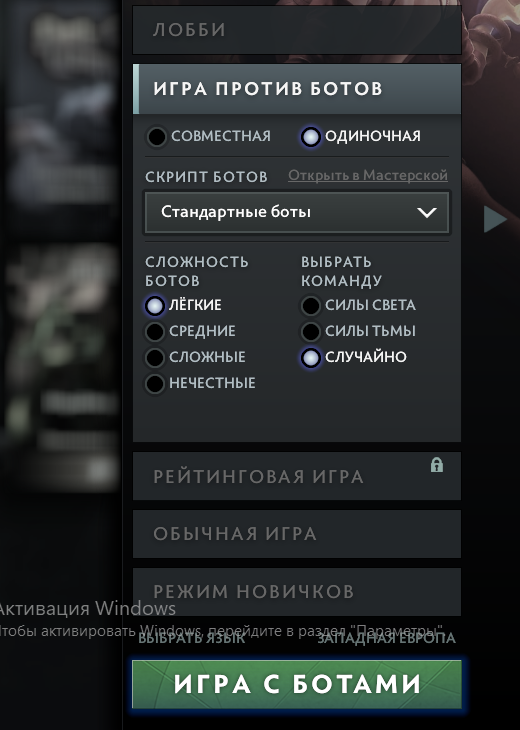 ЛОББИ
ИГРА ПРОТИВ БОТОВ
СОВМЕСТНАЯ ОДИНОЧНАЯ
СКРИПТ БОТОВ Открыть в Мастерской
Стандартные боты
СЛОЖНОСТЬ БОТОВ
ЛЁГКИЕ
СРЕДНИЕ
СЛОЖНЫЕ
НЕЧЕСТНЫЕ
ВЫБРАТЬ КОМАНДУ
СИЛЫ СВЕТА
СИЛЫ ТЬМЫ
СЛУЧАЙНО
РЕЙТИНГОВАЯ ИГРА
ОБЫЧНАЯ ИГРА
РЕЖИМ НОВИЧКОВ
Активация Windows
Чтобы активировать Windows, перейдите в раздел "Параметры".
ВЫБРАТЬ ЯЗЫК ЗАПАДНАЯ ЕВРОПА
ИГРА С БОТАМИ